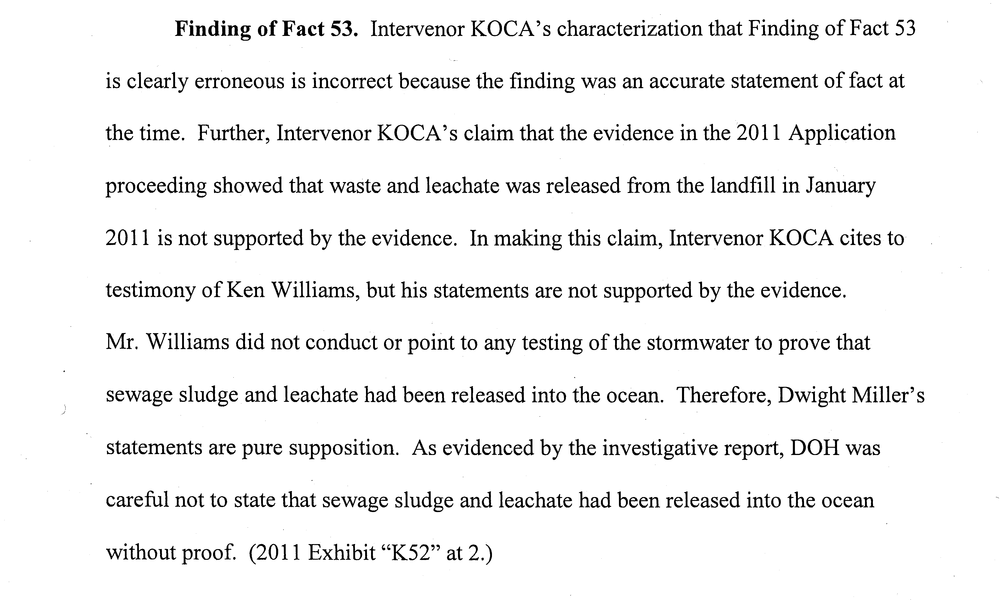 Finding of Fact 53. Intervenor KOCA's characterization that Finding of Fact 53
is clearly erroneous is incorrect because the finding was an accurate statement of fact at
the time. Further, Intervenor KOCA's claim that the evidence in the 2011 Application
proceeding showed that waste and leachate was released from the landfill in January
2011 is not supported by the evidence. In making this claim, Intervenor KOCA cites to
testimony of Ken Williams, but his statements are not supported by the evidence.
Mr. Williams did not conduct or point to any testing of the stormwater to prove that
sewage sludge and leachate had been released into the ocean. Therefore, Dwight Miller's
statements are pure supposition. As evidenced by the investigative report, DOH was
careful not to state that sewage sludge and leachate had been released into the ocean
without proof. (2011 Exhibit “K52” at 2.)